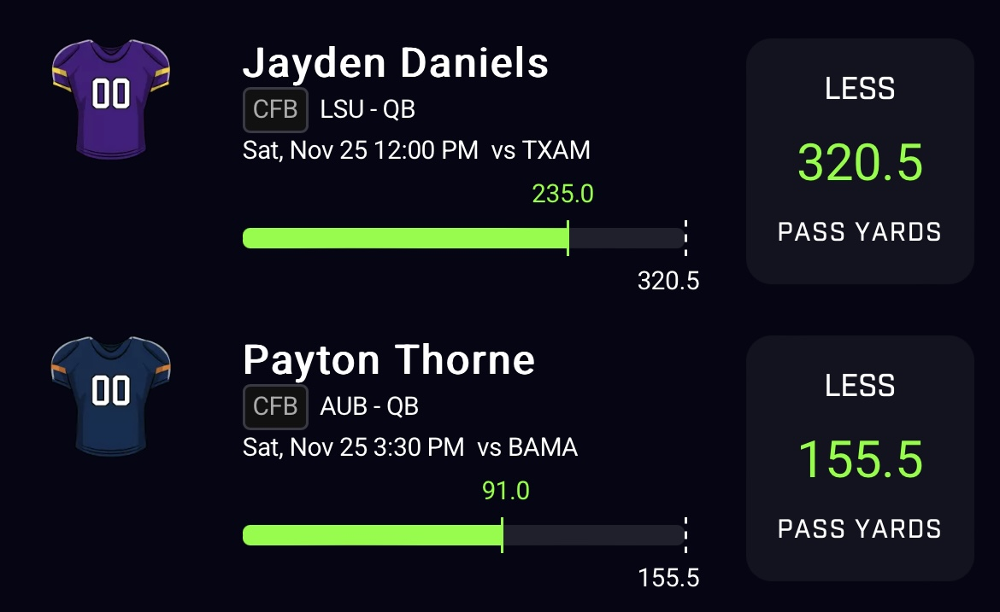 00
Jayden Daniels
CFB LSU - QB
Sat, Nov 25 12:00 PM vs TXAM
235.0
320.5
LESS
320.5
PASS YARDS
00
Payton Thorne
CFB AUB - QB
Sat, Nov 25 3:30 PM vs BAMA
91.0
155.5
LESS
155.5
PASS YARDS